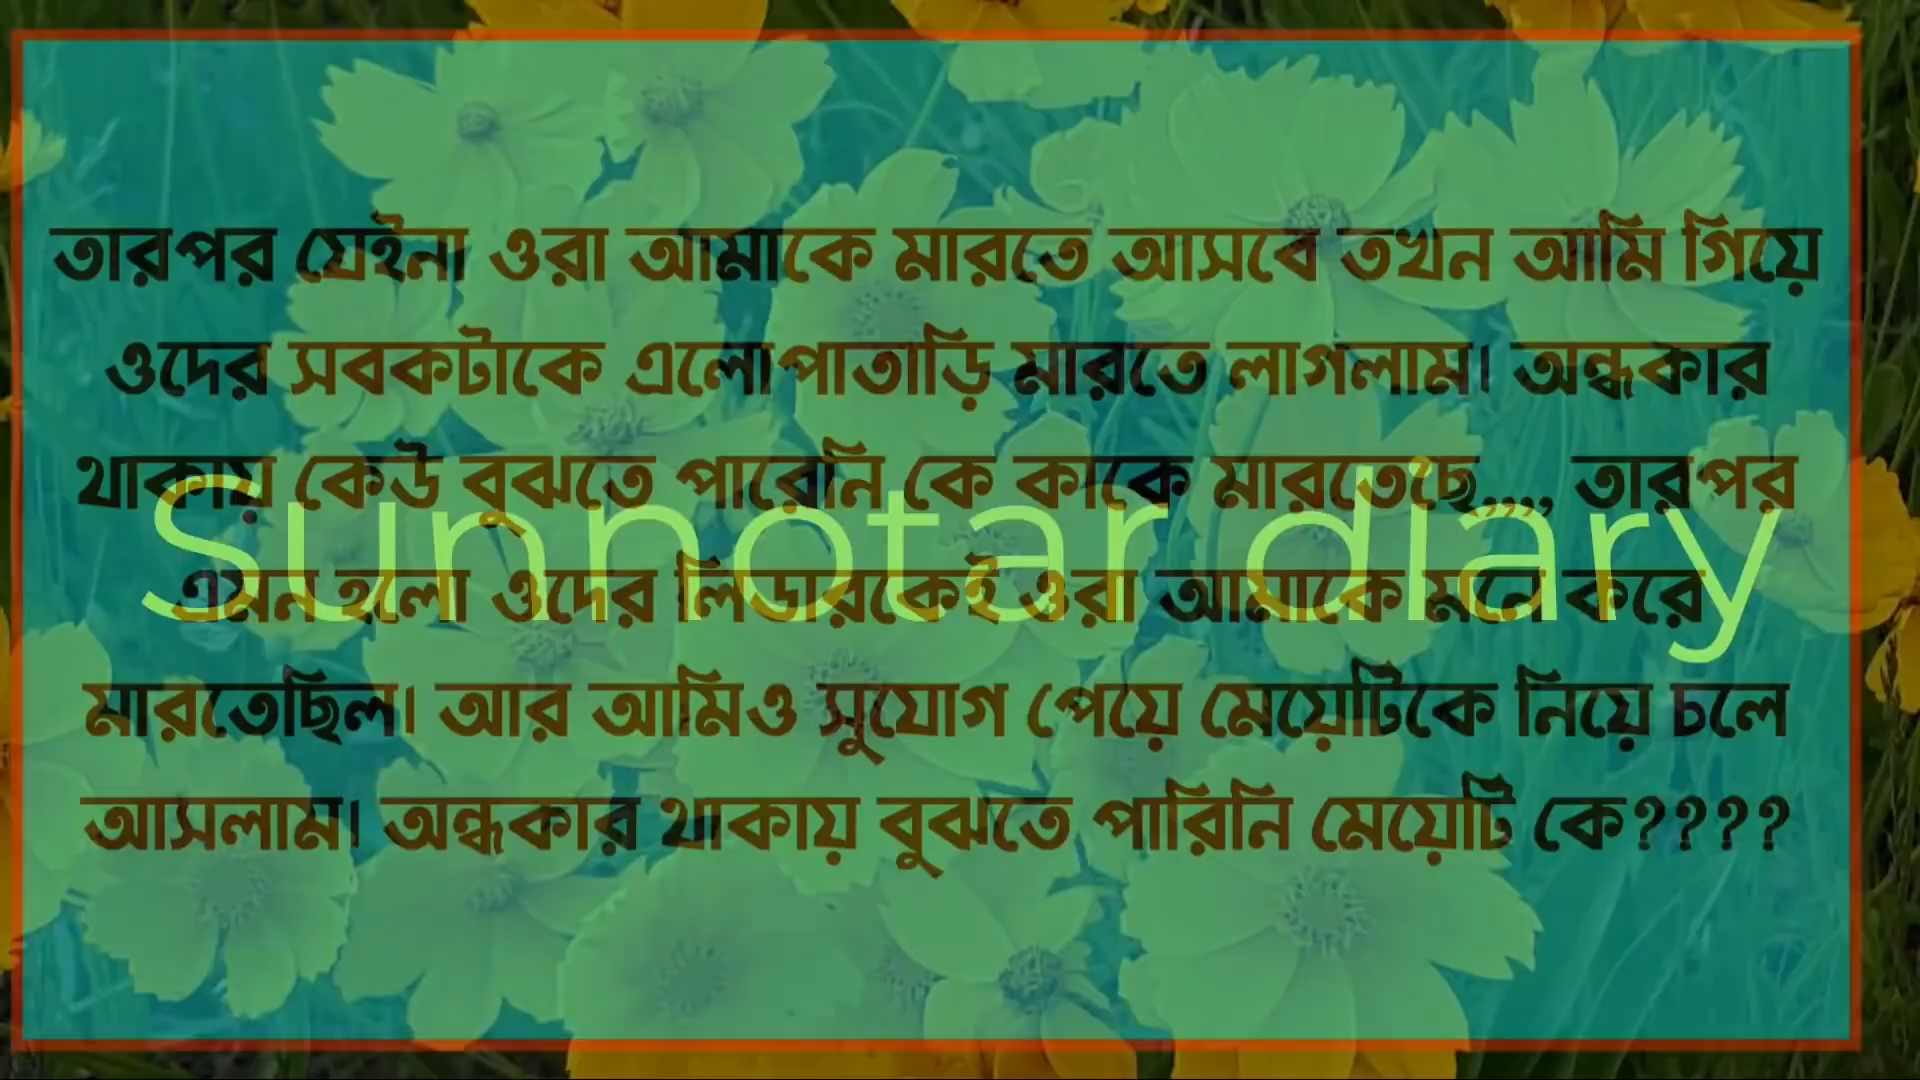 তারপর যেইনা ওরা আমাকে মারতে আসবে তখন আমি গিয়ে
ওদের সবকটাকে এলোপাতাড়ি মারতে লাগলাম। অন্ধকার
থাকায় কেউ বুঝতে পারেনি কে কাকে মারতেছে,,,, তারপর
Sunnotar diary
এমন হলো ওদের লিডারকেই ওরা আমাকে মনে করে
মারতেছিল। আর আমিও সুযোগ পেয়ে মেয়েটিকে নিয়ে চলে
আসলাম। অন্ধকার থাকায় বুঝতে পারিনি মেয়েটি কে????